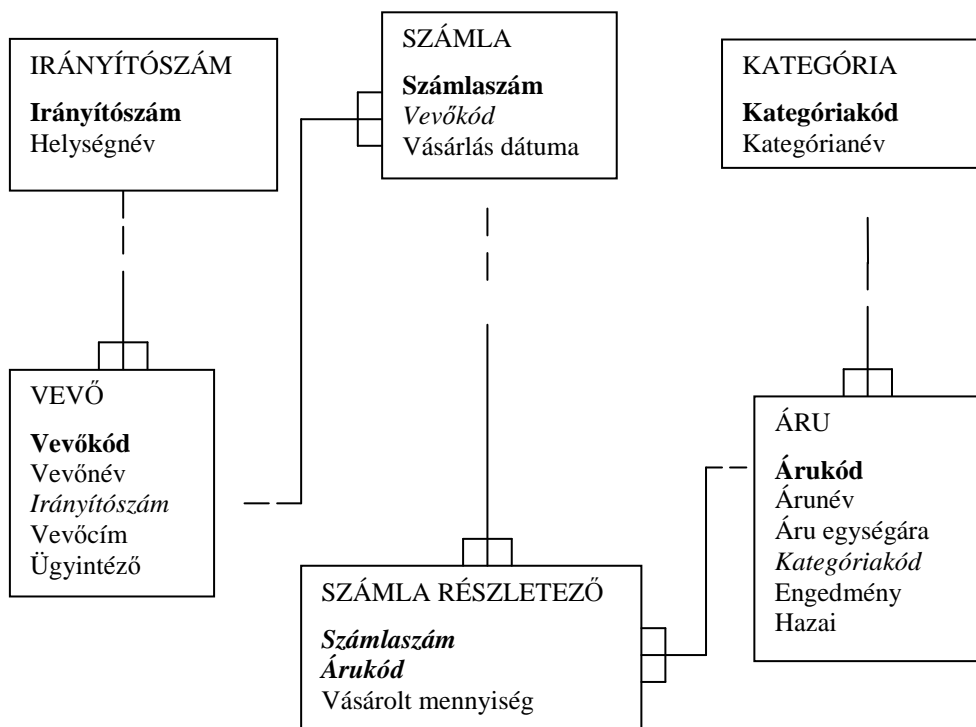 IRÁNYÍTÓSZÁM
Irányítószám
Helységnév
SZÁMLA
Számlaszám
Vevőkód
Vásárlás dátuma
KATEGÓRIA
Kategóriakód
Kategórianév
VEVŐ
Vevőkód
Vevőnév
Irányítószám
Vevőcím
Ügyintéző
SZÁMLA RÉSZLETEZŐ
Számlaszám
Árukód
Vásárolt mennyiség
ÁRU
Árukód
Árunév
Áru egységára
Kategóriakód
Engedmény
Hazai